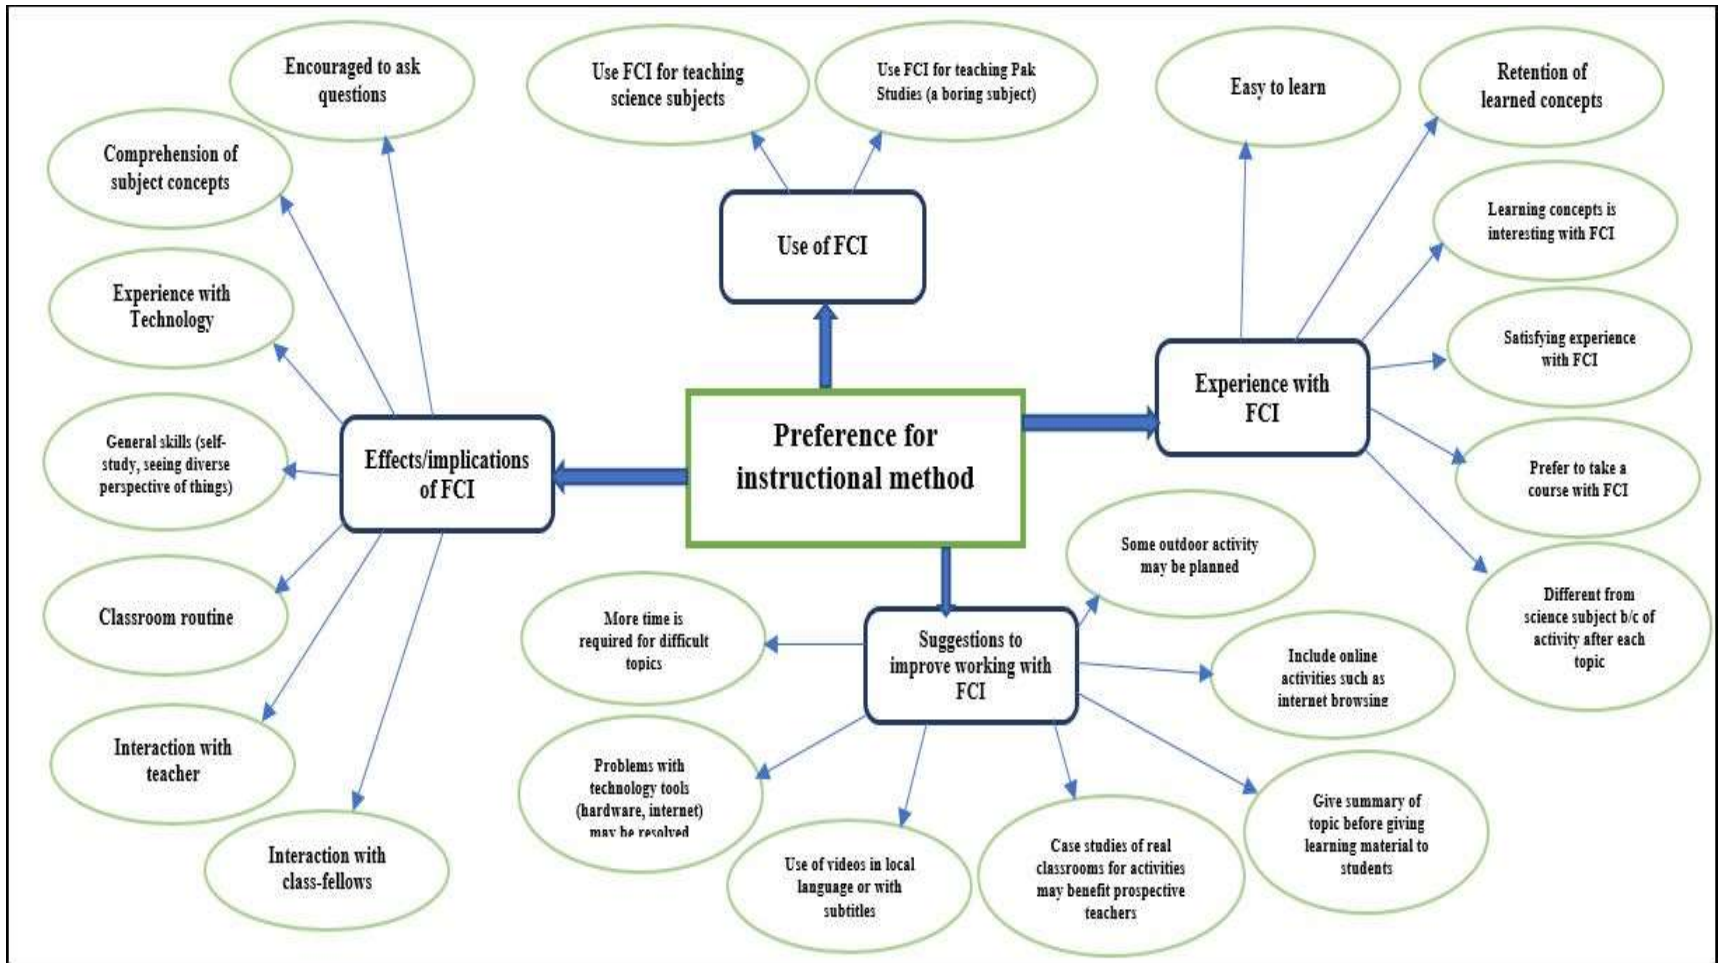 Encouraged to ask
questions
Comprehension of
subject concepts
Experience with
Technology
General skills (self-
study, seeing diverse
perspective of things)
Classroom routine
Interaction with
teacher
Interaction with
class-fellows
Effects/implications
of FCI
Use FCI for teaching
science subjects
Use FCI for teaching Pak
Studies (a boring subject)
Use of FCI
Preference for
instructional method
Easy to learn
Retention of
learned concepts
Learning concepts is
interesting with FCI
Satisfying experience
with FCI
Prefer to take a
course with FCI
Different from
science subject b/c of
activity after each
topic
Experience with
FCI
Some outdoor activity
may be planned
Include online
activities such as
internet browsing
Give summary of
topic before giving
learning material to
students
Case studies of real
classrooms for activities
may benefit prospective
teachers
Use of videos in local
language or with
subtitles
Problems with
technology tools
(hardware, internet)
may be resolved
More time is
required for difficult
topics
Suggestions to
improve working with
FCI